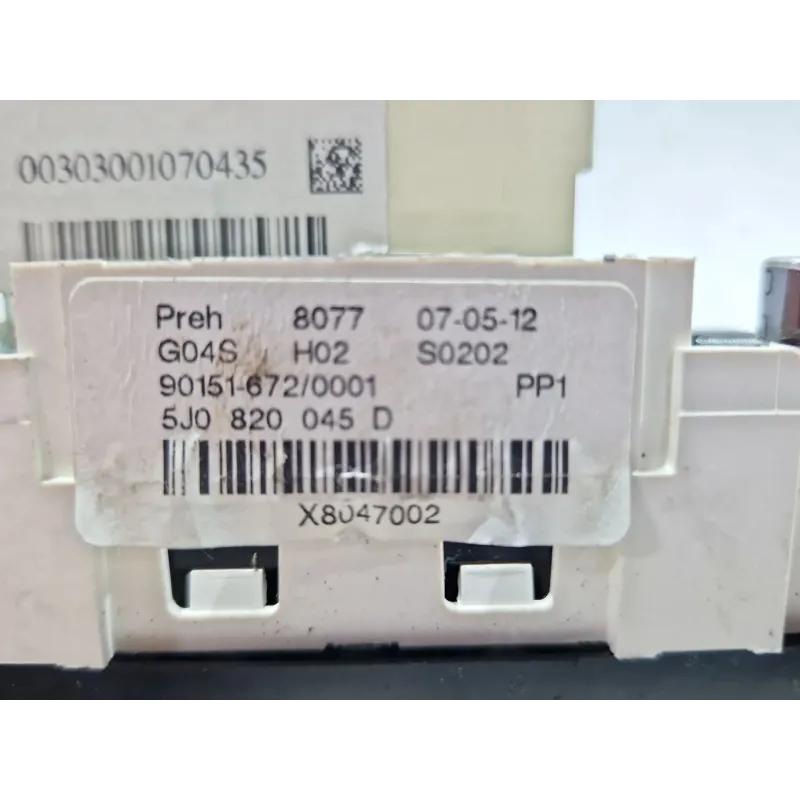 00303001070435
Preh 8077 07-05-12
G04S H02 S0202
90151-672/0001 PP1
5J0 820 045 D
X8047002